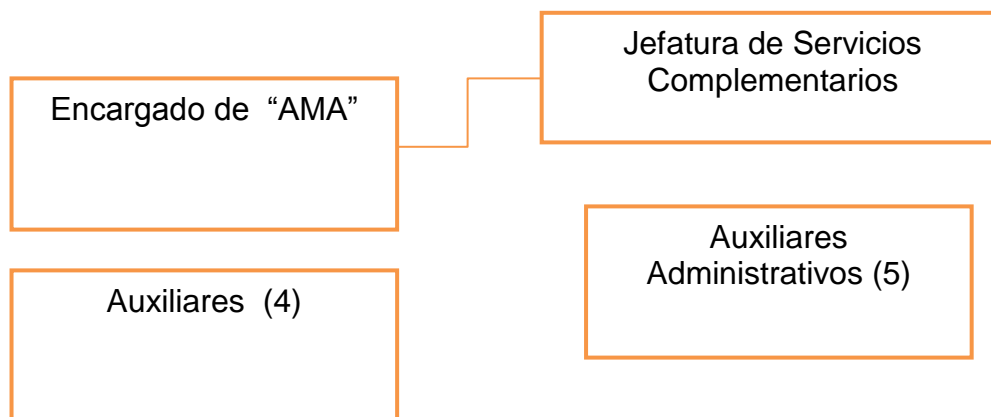 Jefatura de Servicios
Complementarios
Encargado de “AMA”
Auxiliares
Administrativos (5)
Auxiliares (4)